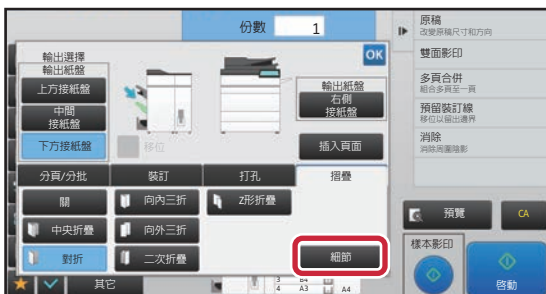 份數 1
OK
輸出選擇
輸出紙盤
上方接紙盤
中間
接紙盤
下方接紙盤
移位
輸出紙盤
右側
接紙盤
插入頁面
分頁/分批
裝訂
打孔
摺疊
關
向內三折
Z形折疊
中央折疊
向外三折
對折
二次折疊
細節
其它
3 B4
4 A3
A4
原稿
改變原稿尺寸和方向
雙面影印
多頁合併
組合多頁至一頁
預留裝訂線
移位以留出邊界
消除
消除周圍暗影
預覽
CA
樣本影印
啓動